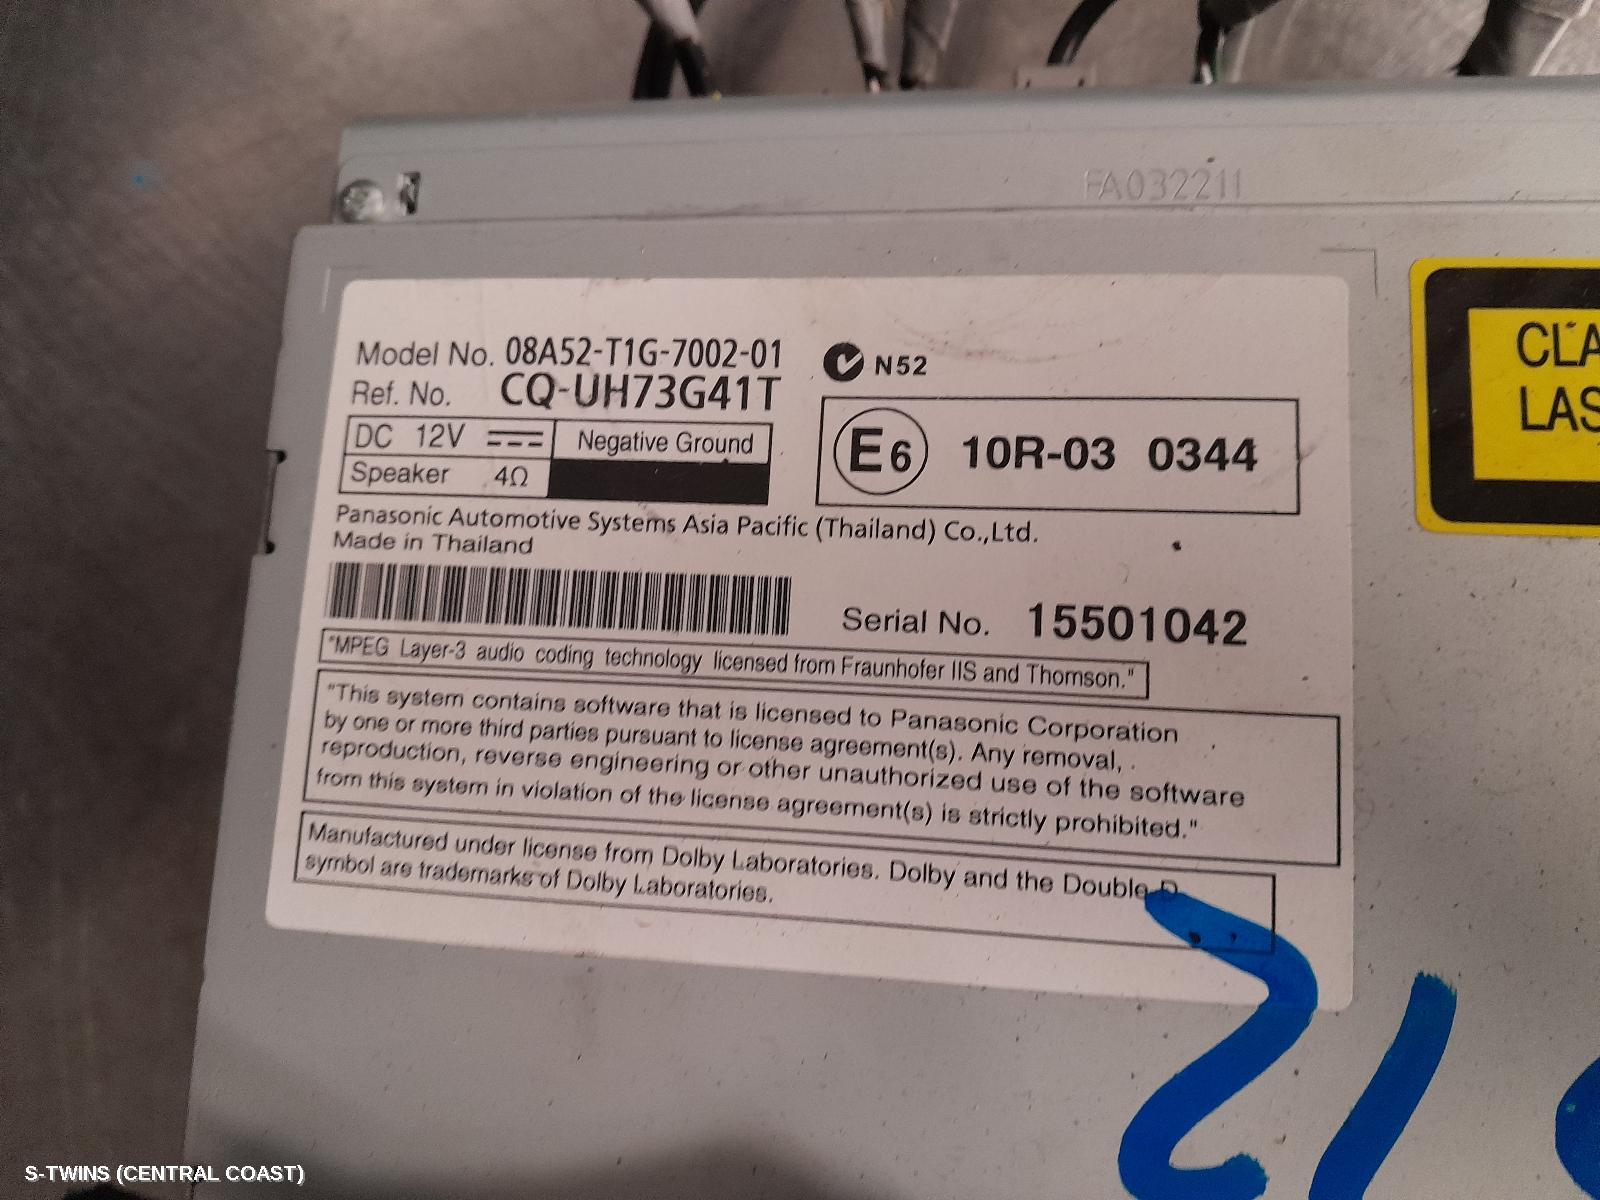 FA032211
Model No. 08A52-T1G-7002-01
Ref. No. CQ-UH73G41T
N52
DC 12V Negative Ground
Speaker 4Ω
E6 10R-03 0344
CLA
LAS
Panasonic Automotive Systems Asia Pacific (Thailand) Co.,Ltd.
Made in Thailand
Serial No. 15501042
"MPEG Layer-3 audio coding technology licensed from Fraunhofer IIS and Thomson."
"This system contains software that is licensed to Panasonic Corporation
by one or more third parties pursuant to license agreement(s). Any removal,
reproduction, reverse engineering or other unauthorized use of the software
from this system in violation of the license agreement(s) is strictly prohibited."
Manufactured under license from Dolby Laboratories. Dolby and the Double-D
symbol are trademarks of Dolby Laboratories.
21
S-TWINS (CENTRAL COAST)